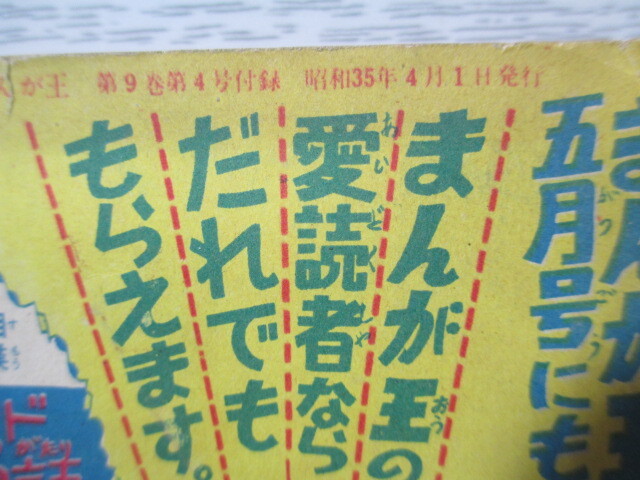 が王 第9巻第4号付録 昭和35年4月1日発行
まんが王
五月号にも
まんが王の
愛読者なら
だれでも
もらえます。